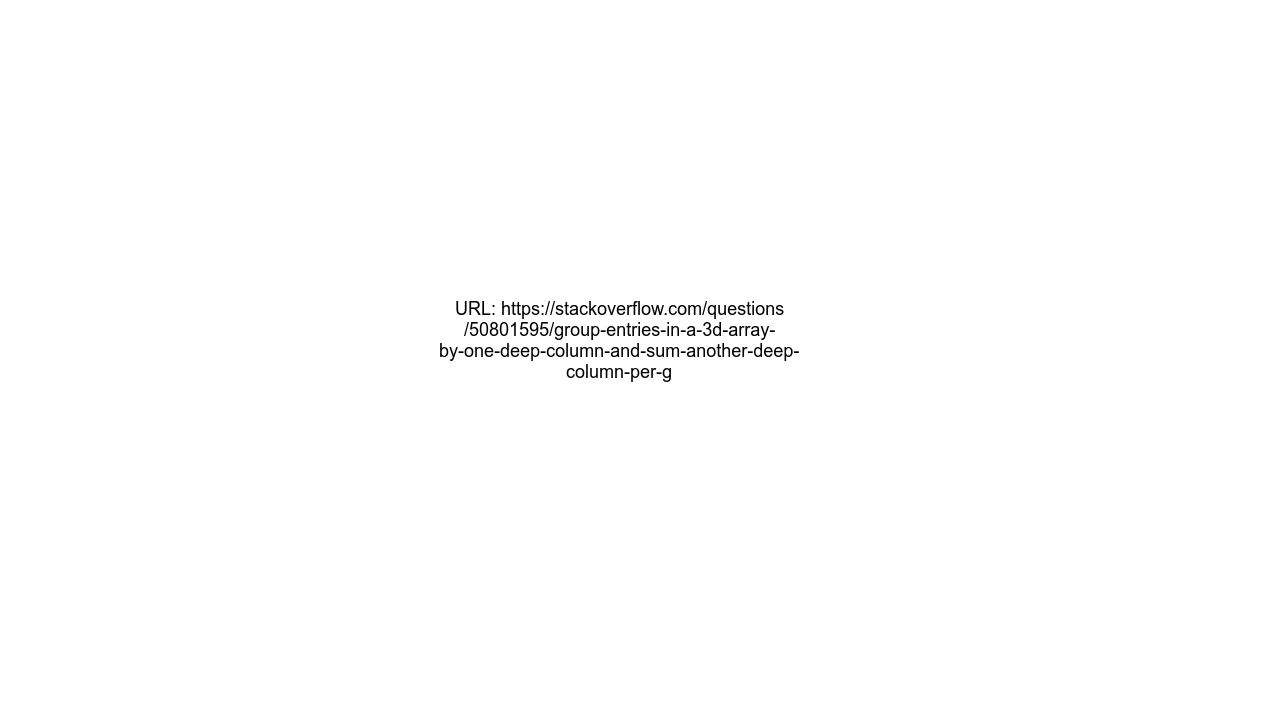 URL: https://stackoverflow.com/questions
/50801595/group-entries-in-a-3d-array-
by-one-deep-column-and-sum-another-deep-
column-per-g